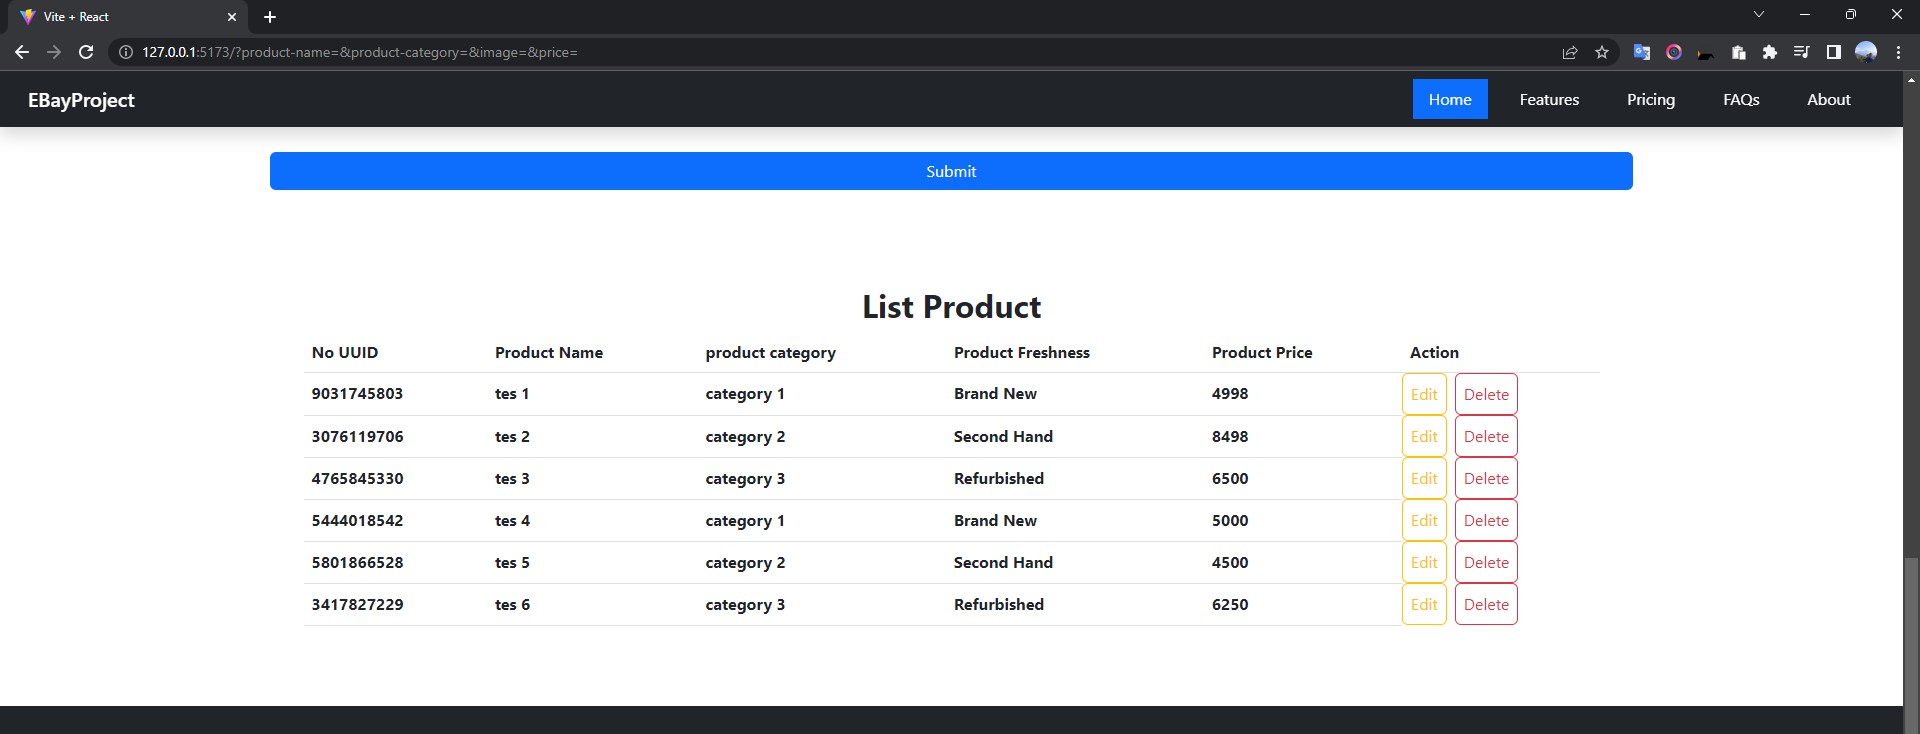 Vite + React
127.0.0.1:5173/?product-name=&product-category=&image=&price=
EBayProject Home Features Pricing FAQs About
Submit
List Product
No UUID Product Name product category Product Freshness Product Price Action
9031745803 tes 1 category 1 Brand New 4998 Edit Delete
3076119706 tes 2 category 2 Second Hand 8498 Edit Delete
4765845330 tes 3 category 3 Refurbished 6500 Edit Delete
5444018542 tes 4 category 1 Brand New 5000 Edit Delete
5801866528 tes 5 category 2 Second Hand 4500 Edit Delete
3417827229 tes 6 category 3 Refurbished 6250 Edit Delete